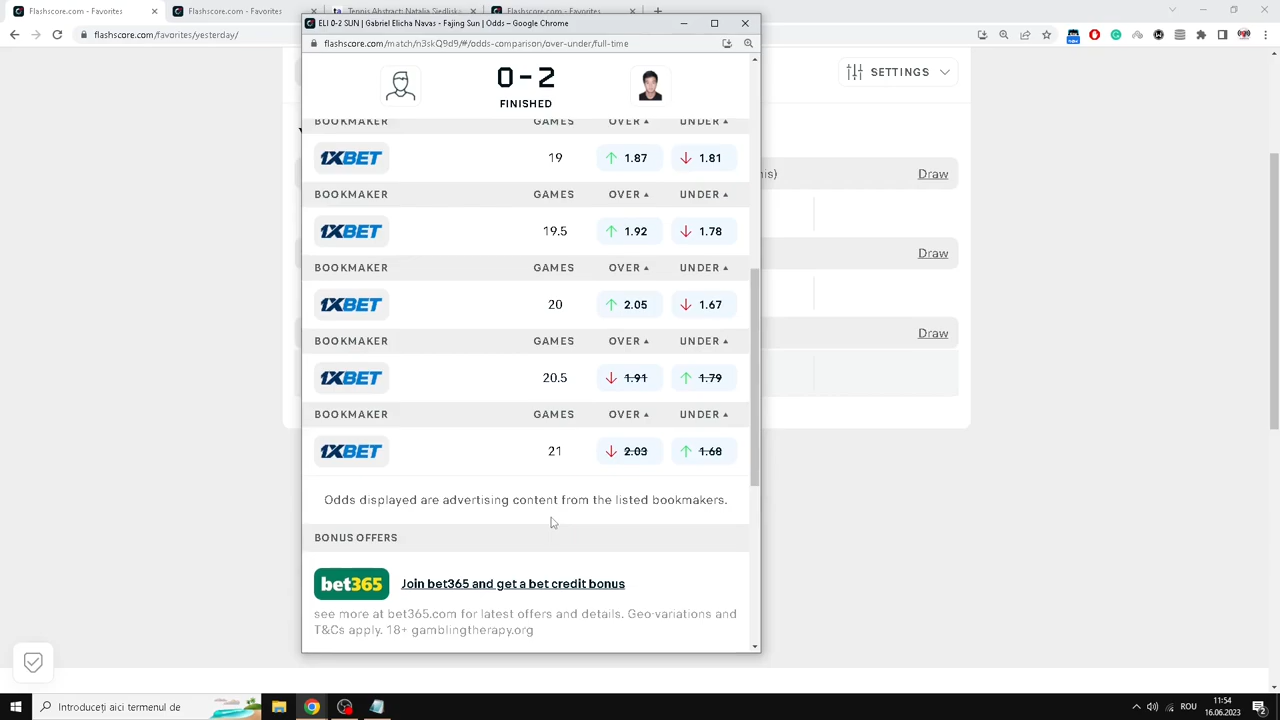 Flashscore.com - Favorites
Flashscore.com - Favorites
Tennis Abstract: Natalia Siedlisk
Flashscore.com - Favorites
ELI 0-2 SUN | Gabriel Elicha Navas - Fajing Sun | Odds – Google Chrome
flashscore.com/favorites/yesterday/
flashscore.com/match/n3skQ9d9/#/odds-comparison/over-under/full-time
0 - 2
FINISHED
SETTINGS
BOOKMAKER GAMES OVER UNDER
1XBET 19 1.87 1.81
nis) Draw
BOOKMAKER GAMES OVER UNDER
1XBET 19.5 1.92 1.78
Draw
BOOKMAKER GAMES OVER UNDER
1XBET 20 2.05 1.67
Draw
BOOKMAKER GAMES OVER UNDER
1XBET 20.5 1.91 1.79
BOOKMAKER GAMES OVER UNDER
1XBET 21 2.03 1.68
Odds displayed are advertising content from the listed bookmakers.
BONUS OFFERS
bet365 Join bet365 and get a bet credit bonus
see more at bet365.com for latest offers and details. Geo-variations and
T&Cs apply. 18+ gamblingtherapy.org
Introduceți aici termenul de
ROU
11:54
16.06.2023
2